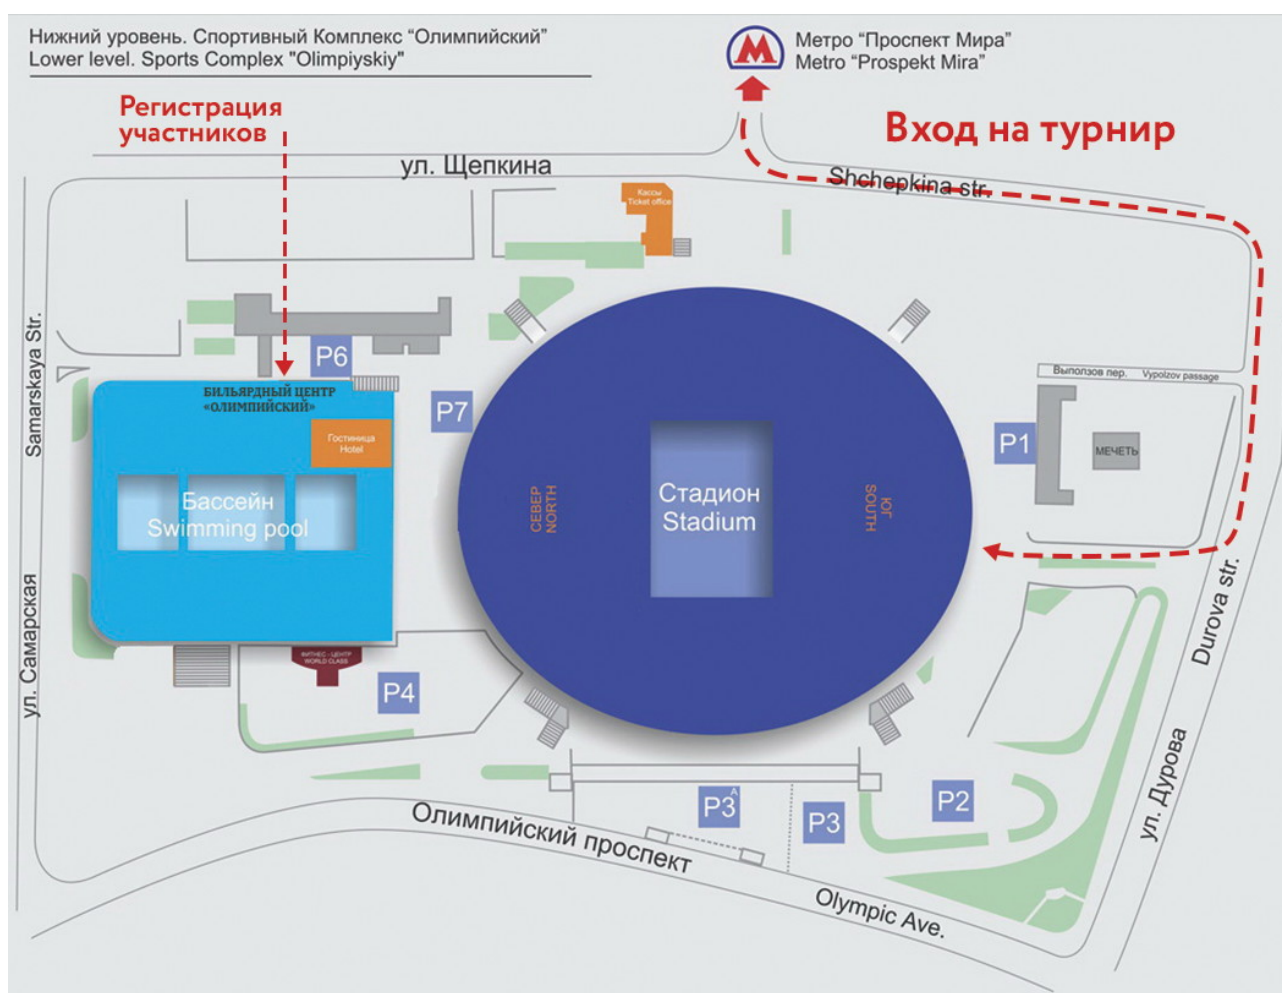 Нижний уровень. Спортивный Комплекс “Олимпийский”
Lower level. Sports Complex "Olimpiyskiy"
М
Метро “Проспект Мира”
Metro “Prospekt Mira”
Регистрация
участников
Вход на турнир
ул. Щепкина
Shchepkina str.
Кассы
Ticket office
Samarskaya Str.
ул. Самарская
P6
БИЛЬЯРДНЫЙ ЦЕНТР
«ОЛИМПИЙСКИЙ»
Гостиница
Hotel
P7
Бассейн
Swimming pool
СЕВЕР
NORTH
Стадион
Stadium
ЮГ
SOUTH
P1
Выползов пер. Vypolzov passage
МЕЧЕТЬ
ФИТНЕС - ЦЕНТР
WORLD CLASS
P4
P3 A
P3
P2
Олимпийский проспект
Olympic Ave.
Durova str.
ул. Дурова